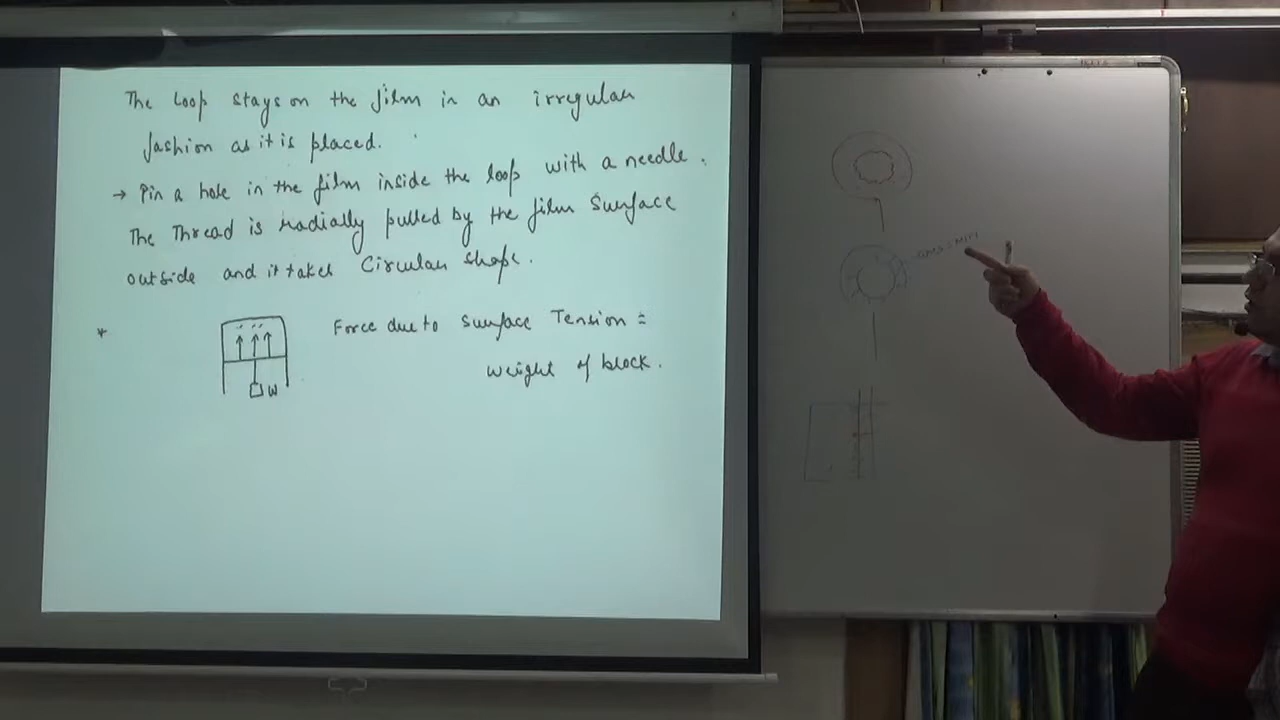 The loop stays on the film in an irregular
fashion as it is placed.
→ Pin a hole in the film inside the loop with a needle.
The Thread is radially pulled by the film surface
outside and it takes Circular Shape.
* Force due to Surface Tension =
weight of block.
W